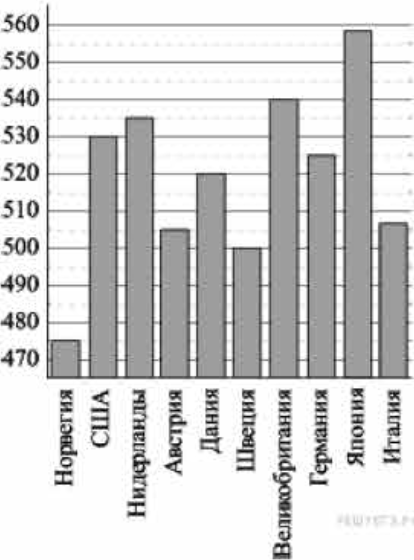 560
550
540
530
520
510
500
490
480
470
Норвегия
США
Нидерланды
Австрия
Дания
Швеция
Великобритания
Германия
Япония
Италия